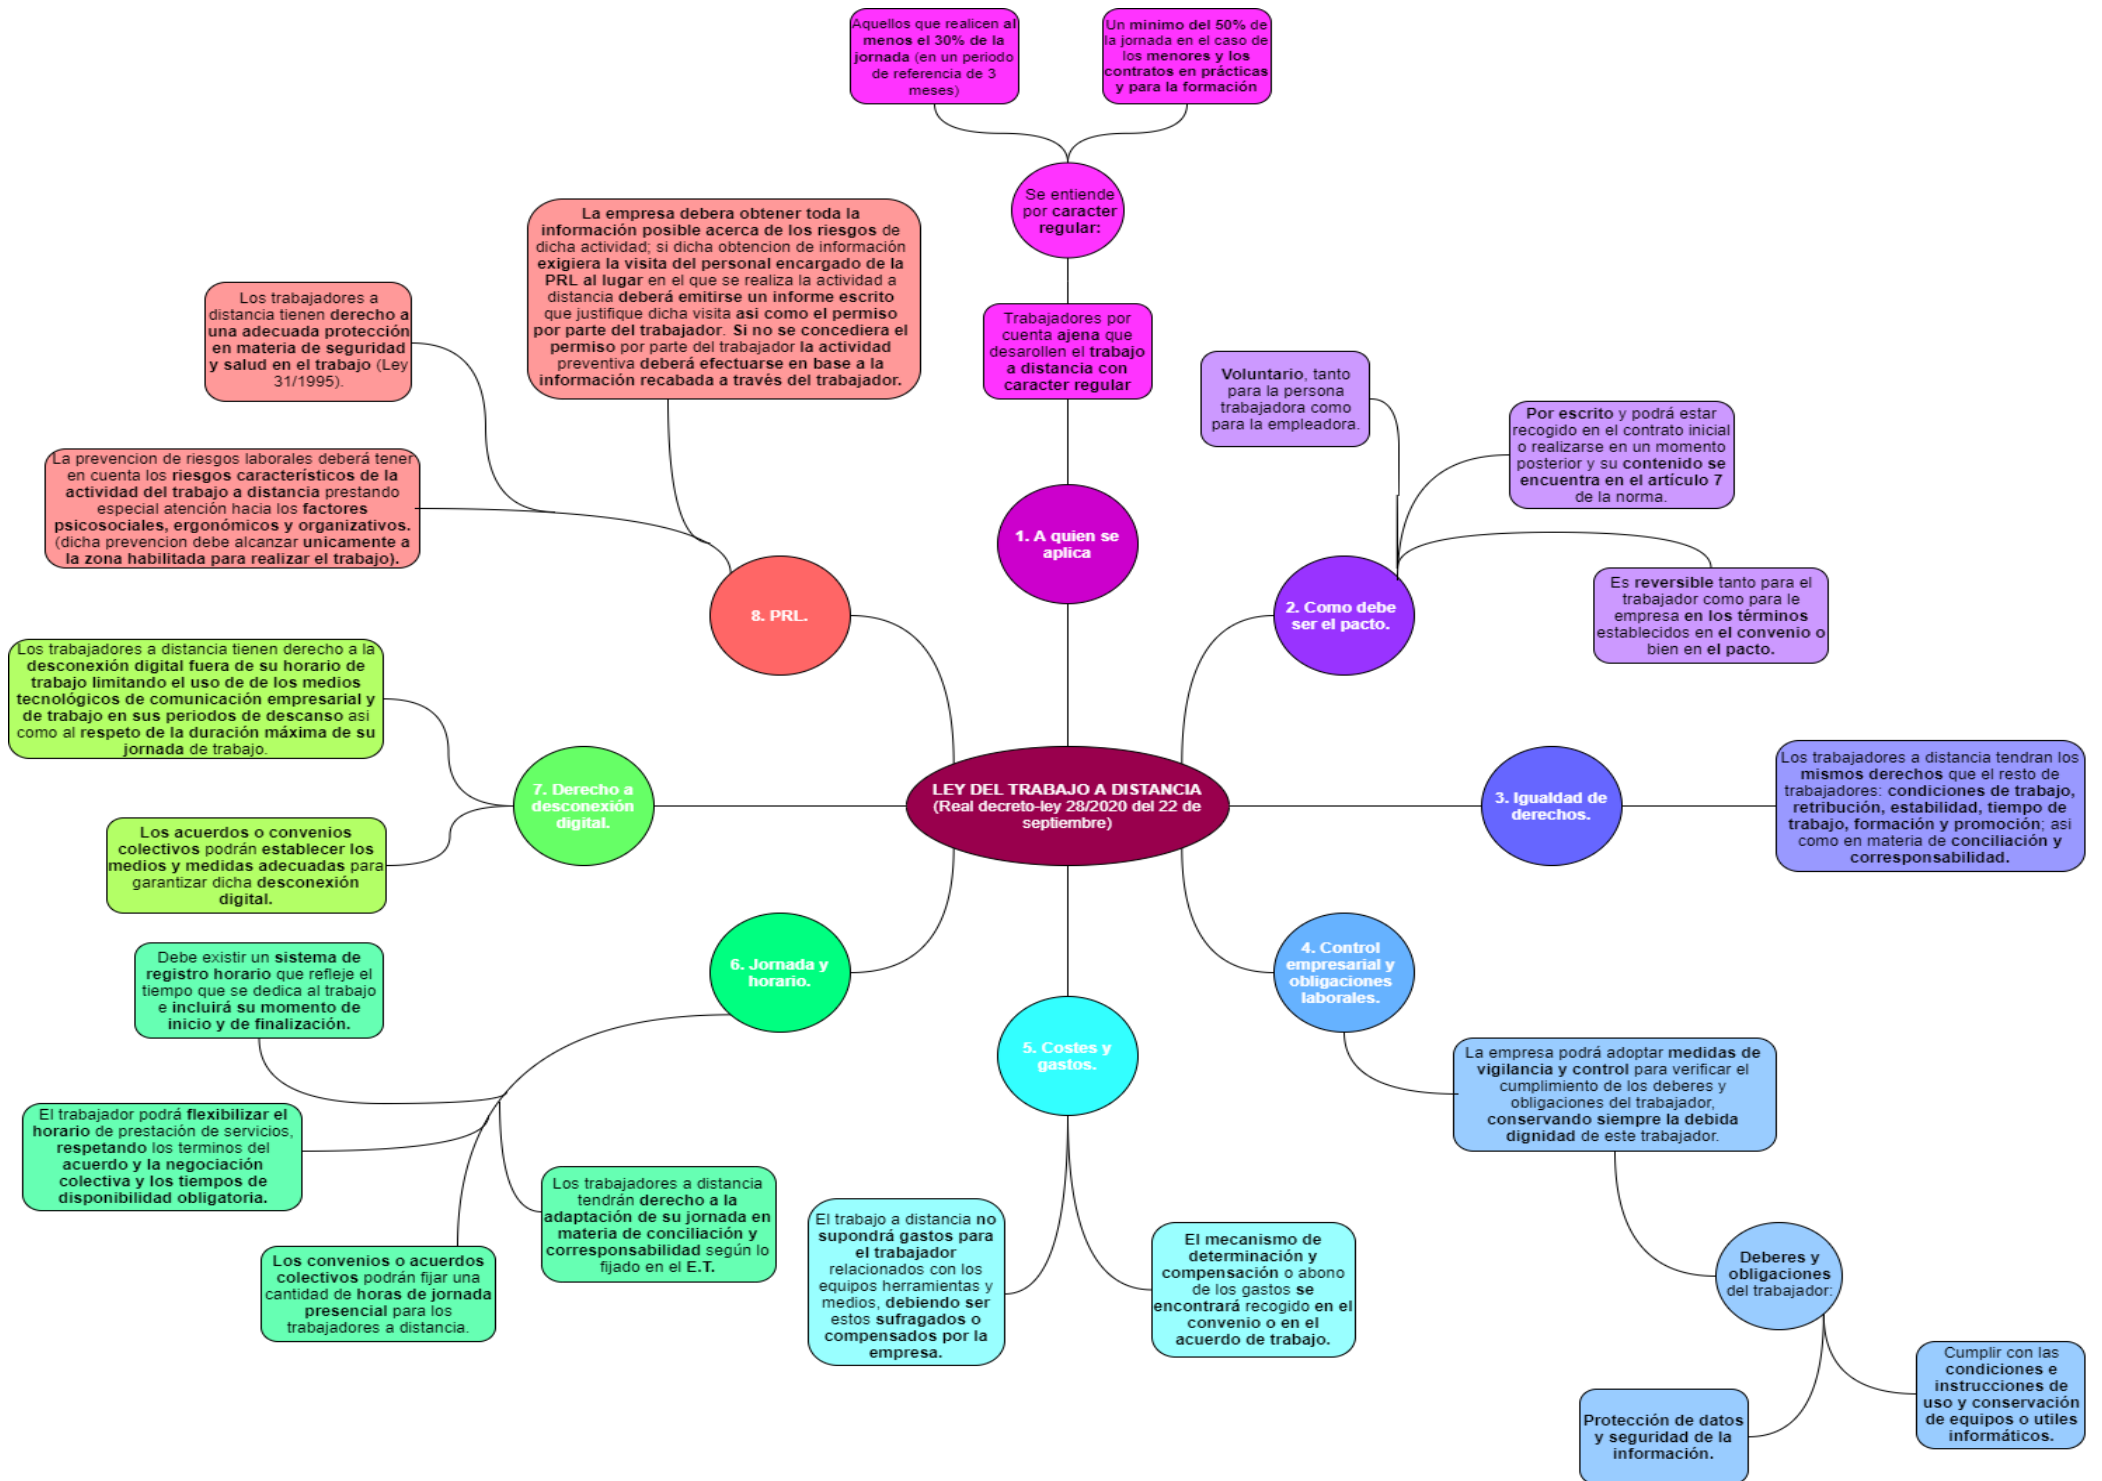 LEY DEL TRABAJO A DISTANCIA
(Real decreto-ley 28/2020 del 22 de
septiembre)
1. A quien se
aplica
Trabajadores por
cuenta ajena que
desarollen el trabajo
a distancia con
caracter regular
Se entiende
por caracter
regular:
Aquellos que realicen al
menos el 30% de la
jornada (en un periodo
de referencia de 3
meses)
Un minimo del 50% de
la jornada en el caso de
los menores y los
contratos en prácticas
y para la formación
2. Como debe
ser el pacto.
Voluntario, tanto
para la persona
trabajadora como
para la empleadora.
Por escrito y podrá estar
recogido en el contrato inicial
o realizarse en un momento
posterior y su contenido se
encuentra en el artículo 7
de la norma.
Es reversible tanto para el
trabajador como para le
empresa en los términos
establecidos en el convenio o
bien en el pacto.
3. Igualdad de
derechos.
Los trabajadores a distancia tendran los
mismos derechos que el resto de
trabajadores: condiciones de trabajo,
retribución, estabilidad, tiempo de
trabajo, formación y promoción; asi
como en materia de conciliación y
corresponsabilidad.
4. Control
empresarial y
obligaciones
laborales.
La empresa podrá adoptar medidas de
vigilancia y control para verificar el
cumplimiento de los deberes y
obligaciones del trabajador,
conservando siempre la debida
dignidad de este trabajador.
Deberes y
obligaciones
del trabajador:
Cumplir con las
condiciones e
instrucciones de
uso y conservación
de equipos o utiles
informáticos.
Protección de datos
y seguridad de la
información.
5. Costes y
gastos.
El trabajo a distancia no
supondrá gastos para
el trabajador
relacionados con los
equipos herramientas y
medios, debiendo ser
estos sufragados o
compensados por la
empresa.
El mecanismo de
determinación y
compensación o abono
de los gastos se
encontrará recogido en el
convenio o en el
acuerdo de trabajo.
6. Jornada y
horario.
Debe existir un sistema de
registro horario que refleje el
tiempo que se dedica al trabajo
e incluirá su momento de
inicio y de finalización.
El trabajador podrá flexibilizar el
horario de prestación de servicios,
respetando los terminos del
acuerdo y la negociación
colectiva y los tiempos de
disponibilidad obligatoria.
Los convenios o acuerdos
colectivos podrán fijar una
cantidad de horas de jornada
presencial para los
trabajadores a distancia.
Los trabajadores a distancia
tendrán derecho a la
adaptación de su jornada en
materia de conciliación y
corresponsabilidad según lo
fijado en el E.T.
7. Derecho a
desconexión
digital.
Los trabajadores a distancia tienen derecho a la
desconexión digital fuera de su horario de
trabajo limitando el uso de de los medios
tecnológicos de comunicación empresarial y
de trabajo en sus periodos de descanso asi
como al respeto de la duración máxima de su
jornada de trabajo.
Los acuerdos o convenios
colectivos podrán establecer los
medios y medidas adecuadas para
garantizar dicha desconexión
digital.
8. PRL.
La empresa debera obtener toda la
información posible acerca de los riesgos de
dicha actividad; si dicha obtencion de información
exigiera la visita del personal encargado de la
PRL al lugar en el que se realiza la actividad a
distancia deberá emitirse un informe escrito
que justifique dicha visita asi como el permiso
por parte del trabajador. Si no se concediera el
permiso por parte del trabajador la actividad
preventiva deberá efectuarse en base a la
información recabada a través del trabajador.
Los trabajadores a
distancia tienen derecho a
una adecuada protección
en materia de seguridad
y salud en el trabajo (Ley
31/1995).
La prevencion de riesgos laborales deberá tener
en cuenta los riesgos característicos de la
actividad del trabajo a distancia prestando
especial atención hacia los factores
psicosociales, ergonómicos y organizativos.
(dicha prevencion debe alcanzar unicamente a
la zona habilitada para realizar el trabajo).